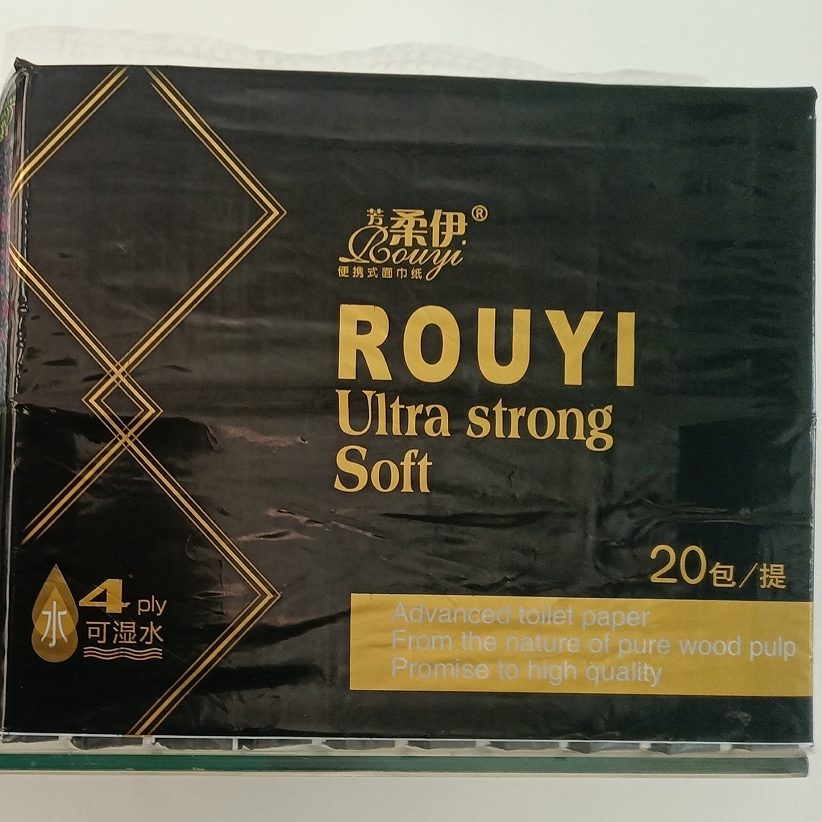 芳柔伊®
Rouyi
便携式面巾纸
ROUYI
Ultra strong
Soft
20包/提
水
4 ply
可湿水
Advanced toilet paper
From the nature of pure wood pulp
Promise to high quality